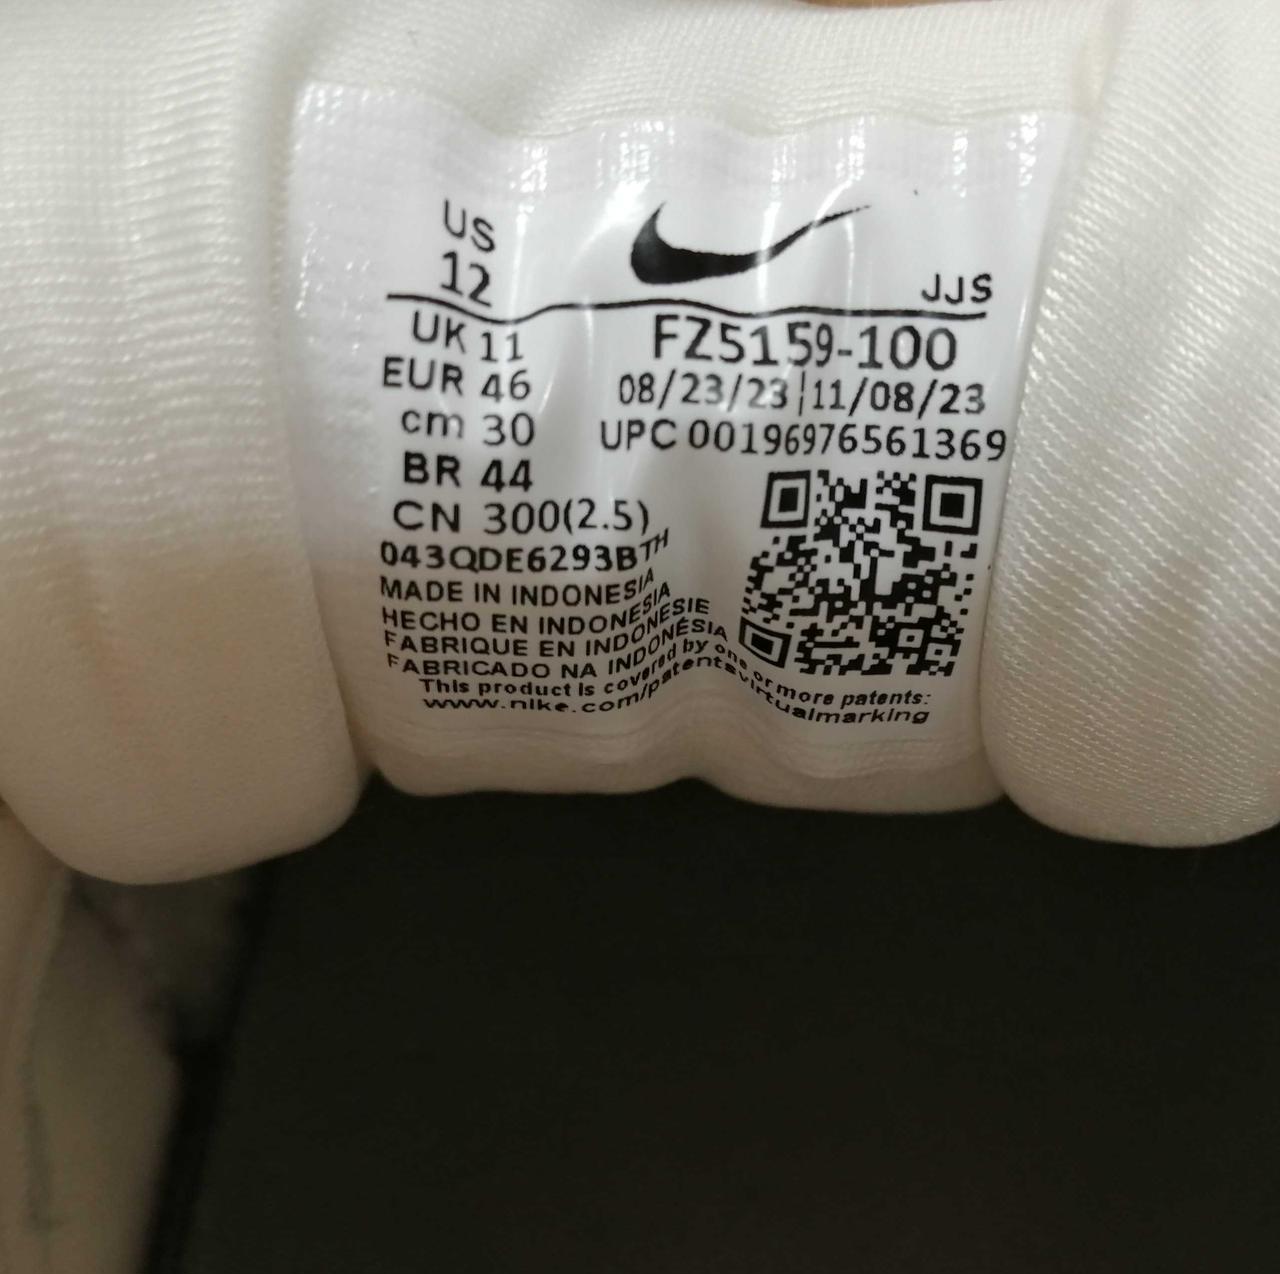 US
12
JJS
UK 11
FZ5159-100
EUR 46
08/23/23|11/08/23
cm 30
UPC 00196976561369
BR 44
CN 300(2.5)
043QDE6293BTH
MADE IN INDONESIA
HECHO EN INDONESIA
FABRIQUE EN INDONÉSIE
FABRICADO NA INDONÉSIA
This product is covered by one or more patents:
www.nike.com/patentsvirtualmarking